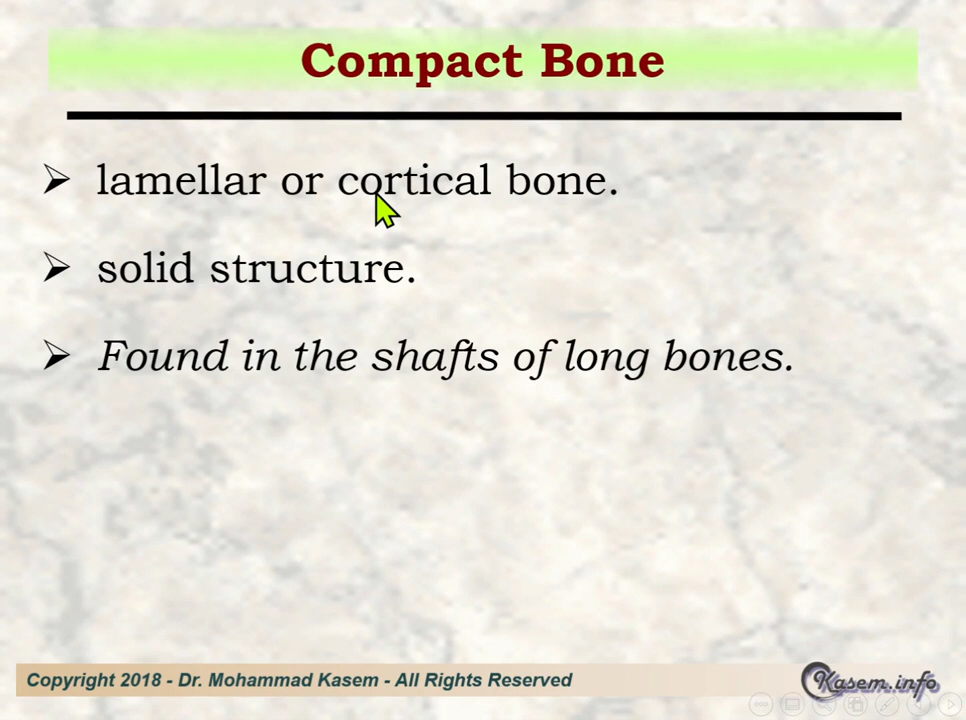 Compact Bone
➢ lamellar or cortical bone.
➢ solid structure.
➢ Found in the shafts of long bones.
Copyright 2018 - Dr. Mohammad Kasem - All Rights Reserved
Kasem.info